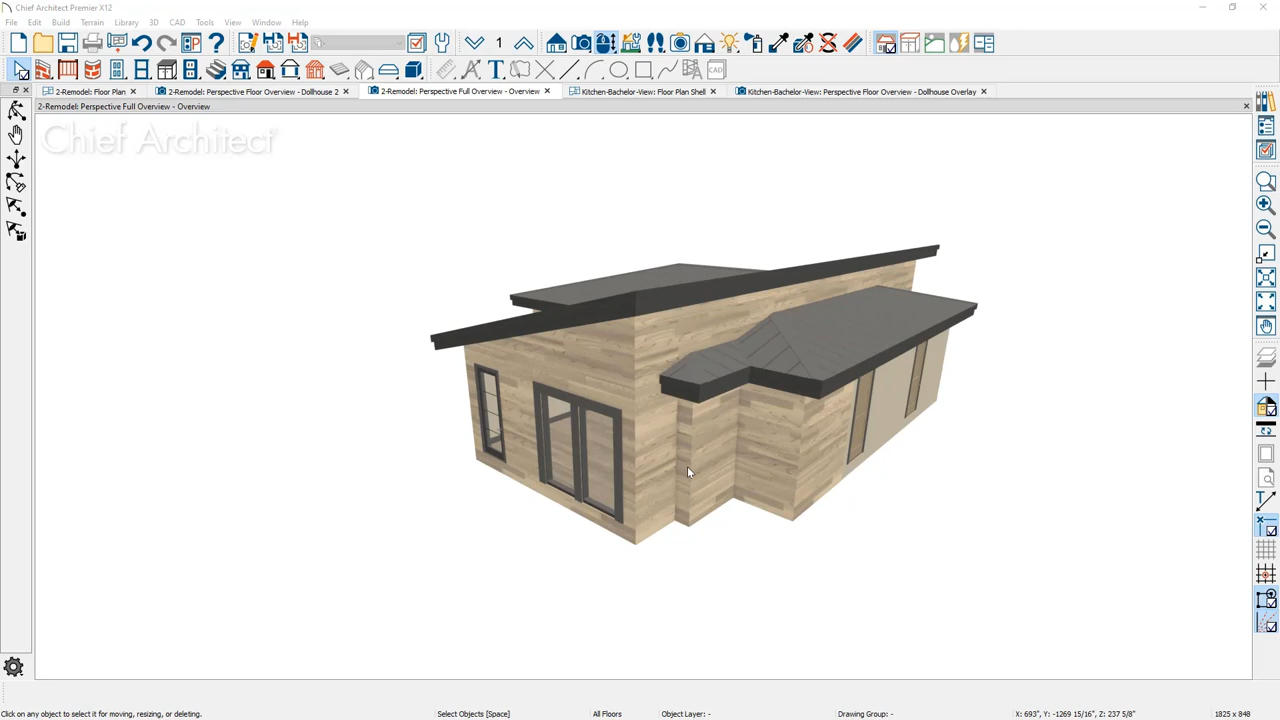 Chief Architect Premier X12
File Edit Build Terrain Library 3D CAD Tools View Window Help
1
CAD
2-Remodel: Floor Plan
2-Remodel: Perspective Floor Overview - Dollhouse 2
2-Remodel: Perspective Full Overview - Overview
Kitchen-Bachelor-View: Floor Plan Shell
Kitchen-Bachelor-View: Perspective Floor Overview - Dollhouse Overlay
2-Remodel: Perspective Full Overview - Overview
Chief Architect
Click on any object to select it for moving, resizing, or deleting.
Select Objects [Space]
All Floors
Object Layer: -
Drawing Group: -
X: 693", Y: -1269 15/16", Z: 237 5/8"
1825 x 848